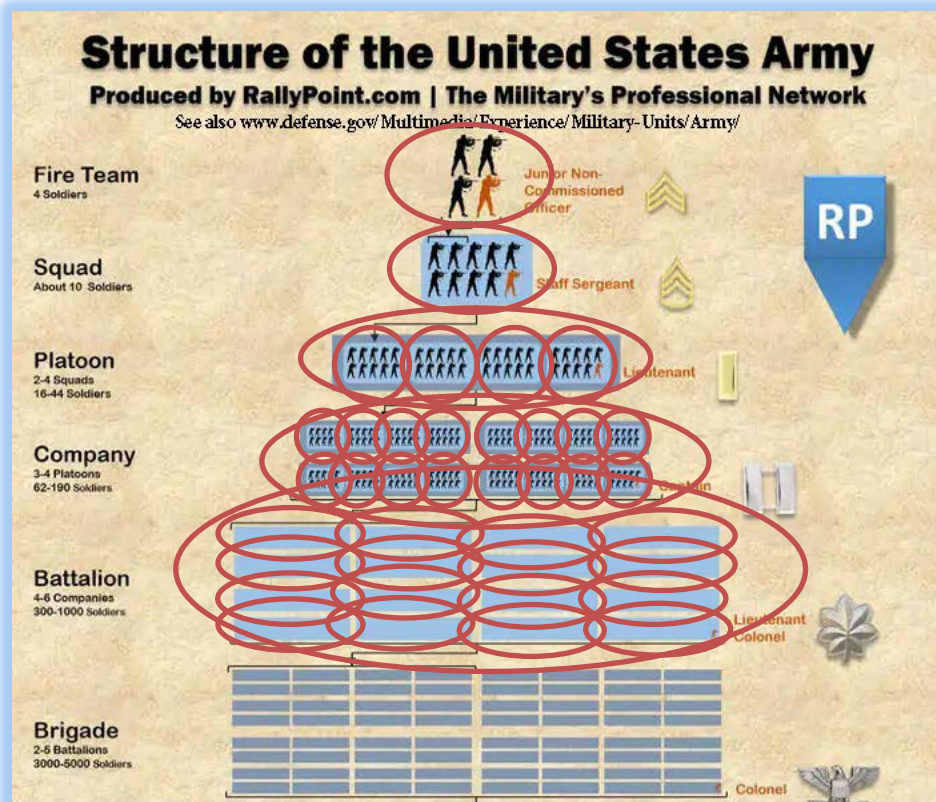 Structure of the United States Army
Produced by RallyPoint.com | The Military's Professional Network
See also www.defense.gov/Multimedia/Experience/Military-Units/Army/
Fire Team
4 Soldiers
Junior Non-
Commissioned
Officer
RP
Squad
About 10 Soldiers
Staff Sergeant
Platoon
2-4 Squads
16-44 Soldiers
Lieutenant
Company
3-4 Platoons
62-190 Soldiers
Captain
Battalion
4-6 Companies
300-1000 Soldiers
Lieutenant
Colonel
Brigade
2-5 Battalions
3000-5000 Soldiers
Colonel